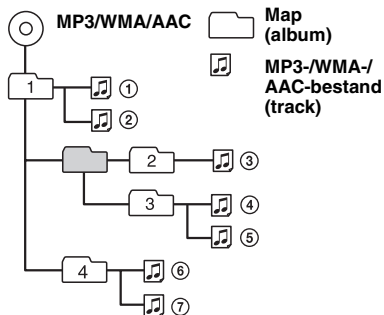 MP3/WMA/AAC
Map
(album)
MP3-/WMA-/
AAC-bestand
(track)
1
①
②
2
③
3
④
⑤
4
⑥
⑦